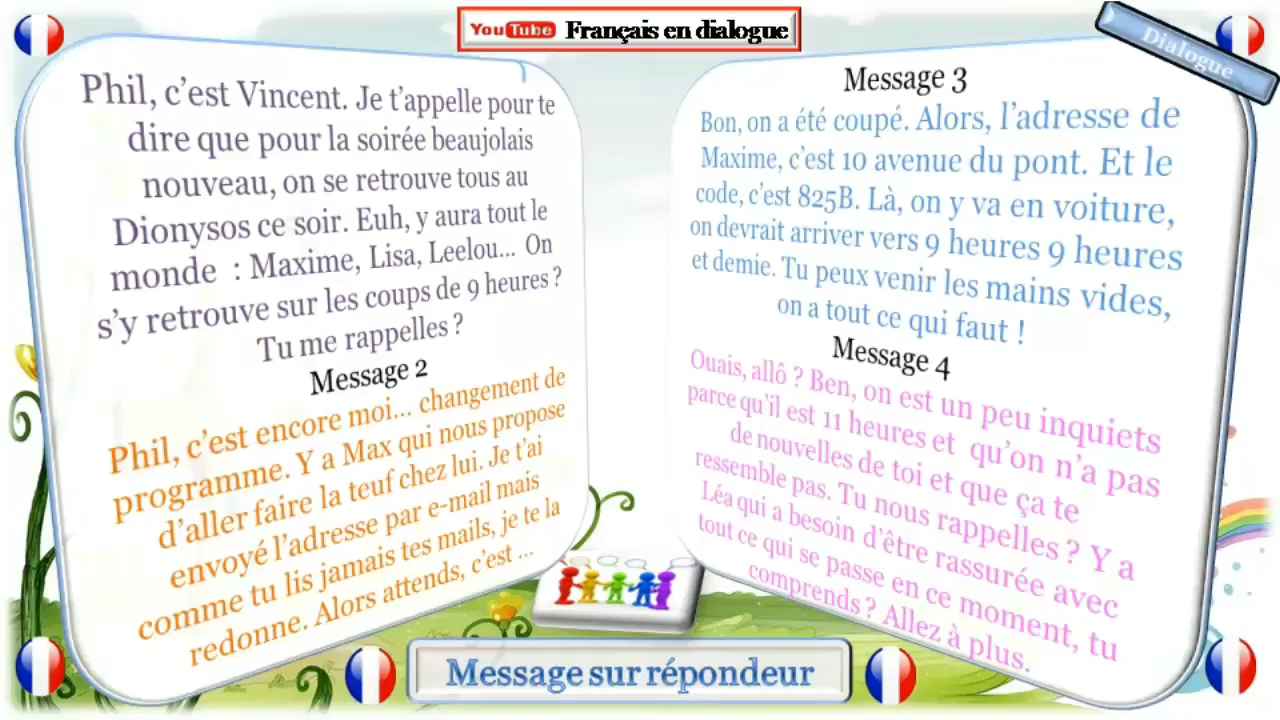 YouTube Français en dialogue
Dialogue
Phil, c’est Vincent. Je t’appelle pour te
dire que pour la soirée beaujolais
nouveau, on se retrouve tous au
Dionysos ce soir. Euh, y aura tout le
monde : Maxime, Lisa, Leelou... On
s’y retrouve sur les coups de 9 heures ?
Tu me rappelles ?
Message 2
Phil, c’est encore moi... changement de
programme. Y a Max qui nous propose
d’aller faire la teuf chez lui. Je t’ai
envoyé l’adresse par e-mail mais
comme tu lis jamais tes mails, je te la
redonne. Alors attends, c’est ...
Message 3
Bon, on a été coupé. Alors, l’adresse de
Maxime, c’est 10 avenue du pont. Et le
code, c’est 825B. Là, on y va en voiture,
on devrait arriver vers 9 heures 9 heures
et demie. Tu peux venir les mains vides,
on a tout ce qui faut !
Message 4
Ouais, allô ? Ben, on est un peu inquiets
parce qu’il est 11 heures et qu’on n’a pas
de nouvelles de toi et que ça te
ressemble pas. Tu nous rappelles ? Y a
Léa qui a besoin d’être rassurée avec
tout ce qui se passe en ce moment, tu
comprends ? Allez à plus.
Message sur répondeur